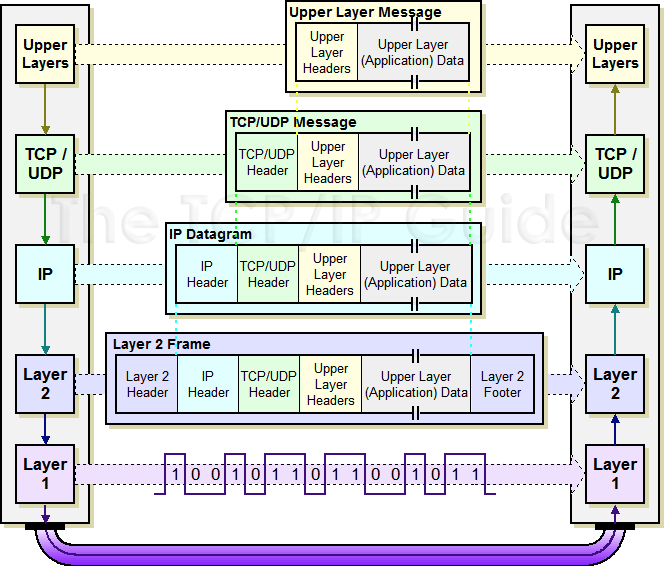 Upper Layer Message
Upper
Layers
Upper
Layer
Headers
Upper Layer
(Application) Data
Upper
Layers
TCP/UDP Message
TCP /
UDP
TCP/UDP
Header
Upper
Layer
Headers
Upper Layer
(Application) Data
TCP /
UDP
The TCP/IP Guide
IP Datagram
IP
IP
Header
TCP/UDP
Header
Upper
Layer
Headers
Upper Layer
(Application) Data
IP
Layer 2 Frame
Layer
2
Layer 2
Header
IP
Header
TCP/UDP
Header
Upper
Layer
Headers
Upper Layer
(Application) Data
Layer 2
Footer
Layer
2
Layer
1
1 0 0 1 0 1 1 0 1 1 0 0 1 0 1 1
Layer
1